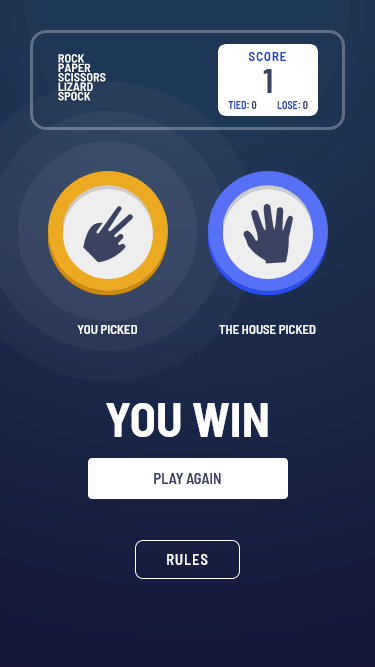 ROCK
PAPER
SCISSORS
LIZARD
SPOCK
SCORE
1
TIED: 0 LOSE: 0
YOU PICKED
THE HOUSE PICKED
YOU WIN
PLAY AGAIN
RULES